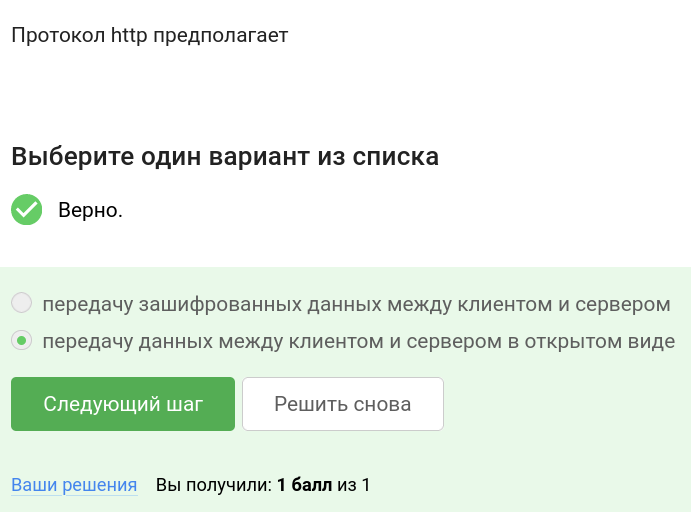 Протокол http предполагает
Выберите один вариант из списка
Верно.
передачу зашифрованных данных между клиентом и сервером
передачу данных между клиентом и сервером в открытом виде
Следующий шаг Решить снова
Ваши решения Вы получили: 1 балл из 1